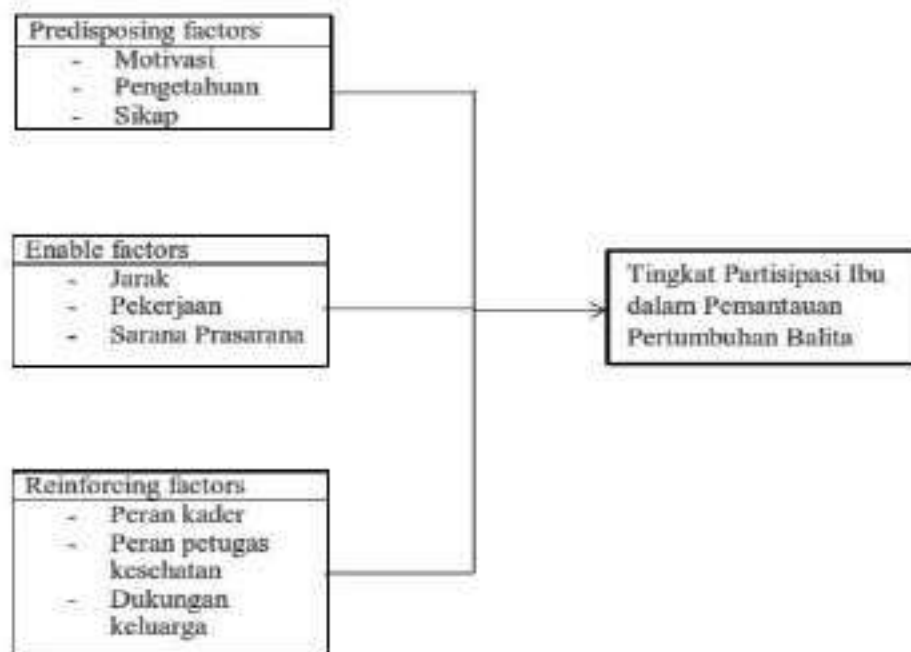 Predisposing factors
- Motivasi
- Pengetahuan
- Sikap
Enable factors
- Jarak
- Pekerjaan
- Sarana Prasarana
Reinforcing factors
- Peran kader
- Peran petugas
kesehatan
- Dukungan
keluarga
Tingkat Partisipasi Ibu
dalam Pemantauan
Pertumbuhan Balita